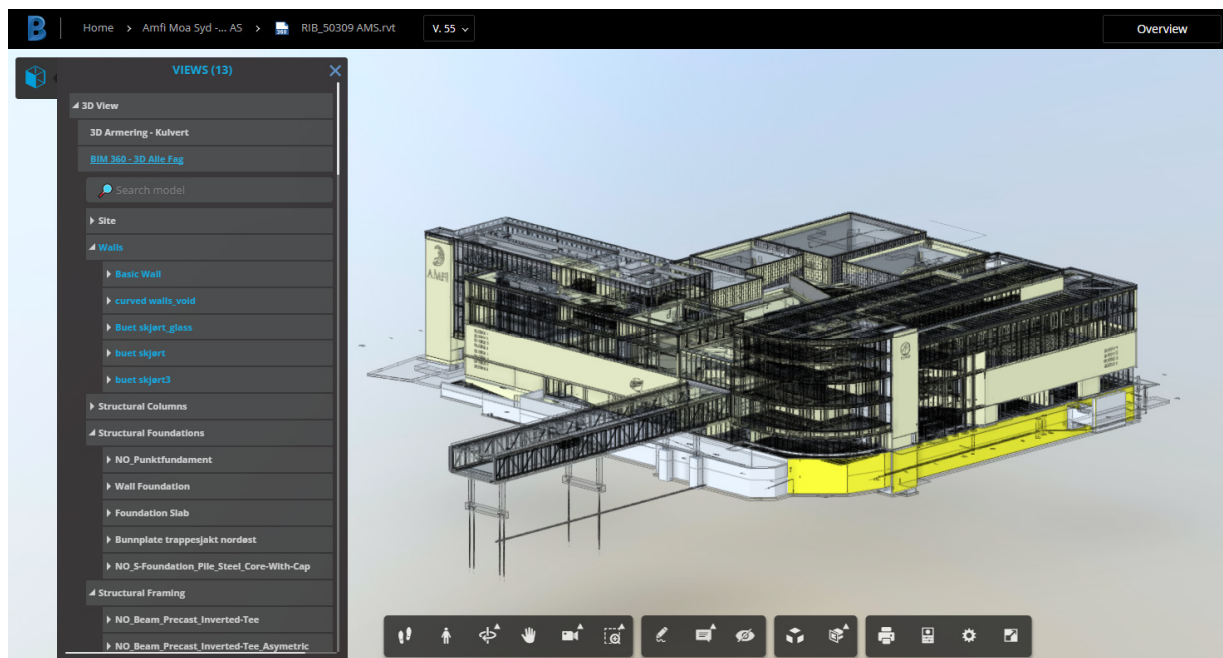 B
Home > Amfi Moa Syd -... AS > RIB_50309 AMS.rvt
V. 55
Overview
VIEWS (13)
3D View
3D Armering - Kulvert
BIM 360 - 3D Alle Fag
Search model
Site
Walls
Basic Wall
curved walls_void
Buet skjørt_glass
buet skjørt
buet skjørt3
Structural Columns
Structural Foundations
NO_Punktfundament
Wall Foundation
Foundation Slab
Bunnplate trappesjakt nordøst
NO_S-Foundation_Pile_Steel_Core-With-Cap
Structural Framing
NO_Beam_Precast_Inverted-Tee
NO_Beam_Precast_Inverted-Tee_Asymetric
AMFI